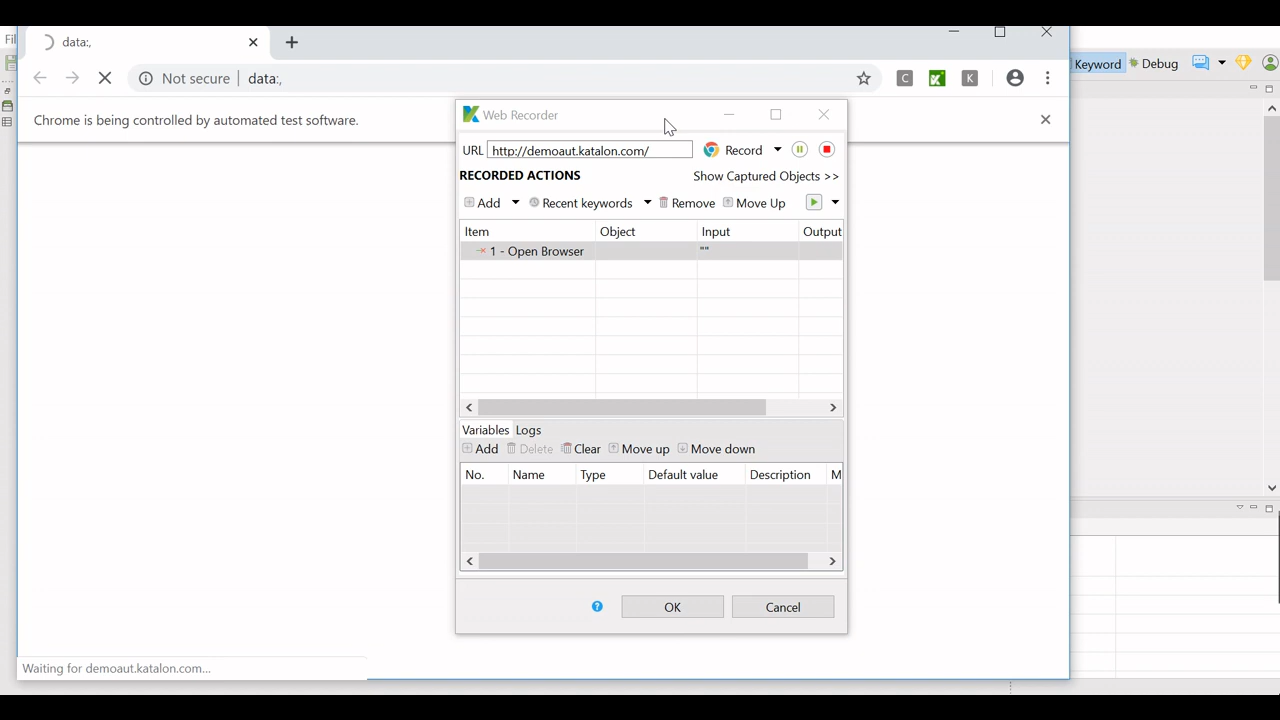 Fil
data:,
Not secure data:,
C K
Keyword Debug
Chrome is being controlled by automated test software.
Web Recorder
URL http://demoaut.katalon.com/ Record
RECORDED ACTIONS Show Captured Objects >>
Add Recent keywords Remove Move Up
Item Object Input Output
1 - Open Browser ""
Variables Logs
Add Delete Clear Move up Move down
No. Name Type Default value Description M
? OK Cancel
Waiting for demoaut.katalon.com...